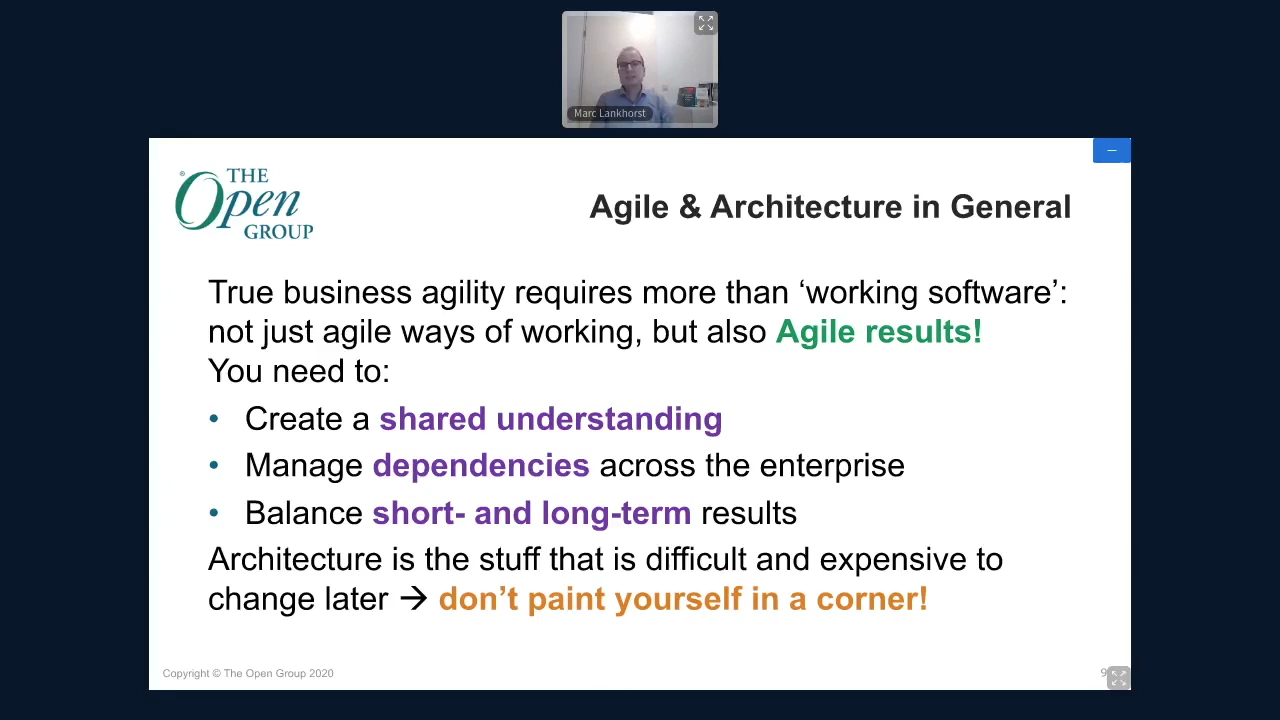 Marc Lankhorst
THE
Open
GROUP
®
Agile & Architecture in General
True business agility requires more than ‘working software’:
not just agile ways of working, but also Agile results!
You need to:
• Create a shared understanding
• Manage dependencies across the enterprise
• Balance short- and long-term results
Architecture is the stuff that is difficult and expensive to
change later → don’t paint yourself in a corner!
Copyright © The Open Group 2020
9